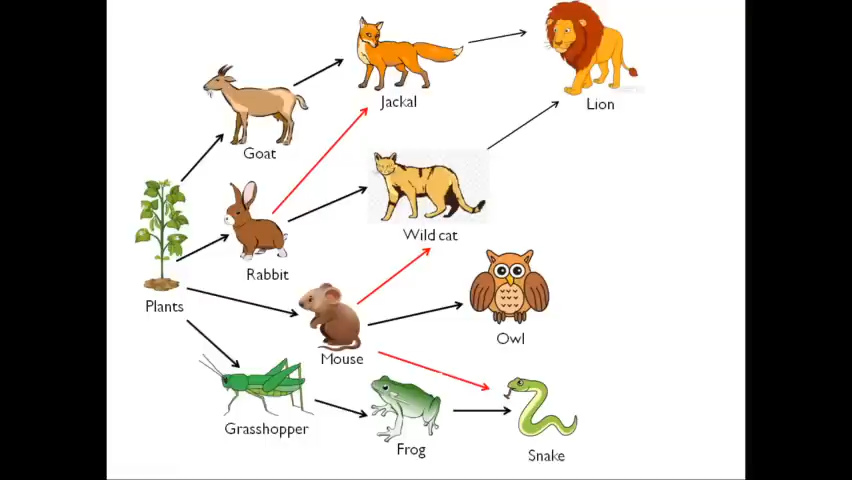 Jackal
Lion
Goat
Wild cat
Rabbit
Plants
Owl
Mouse
Grasshopper
Frog
Snake